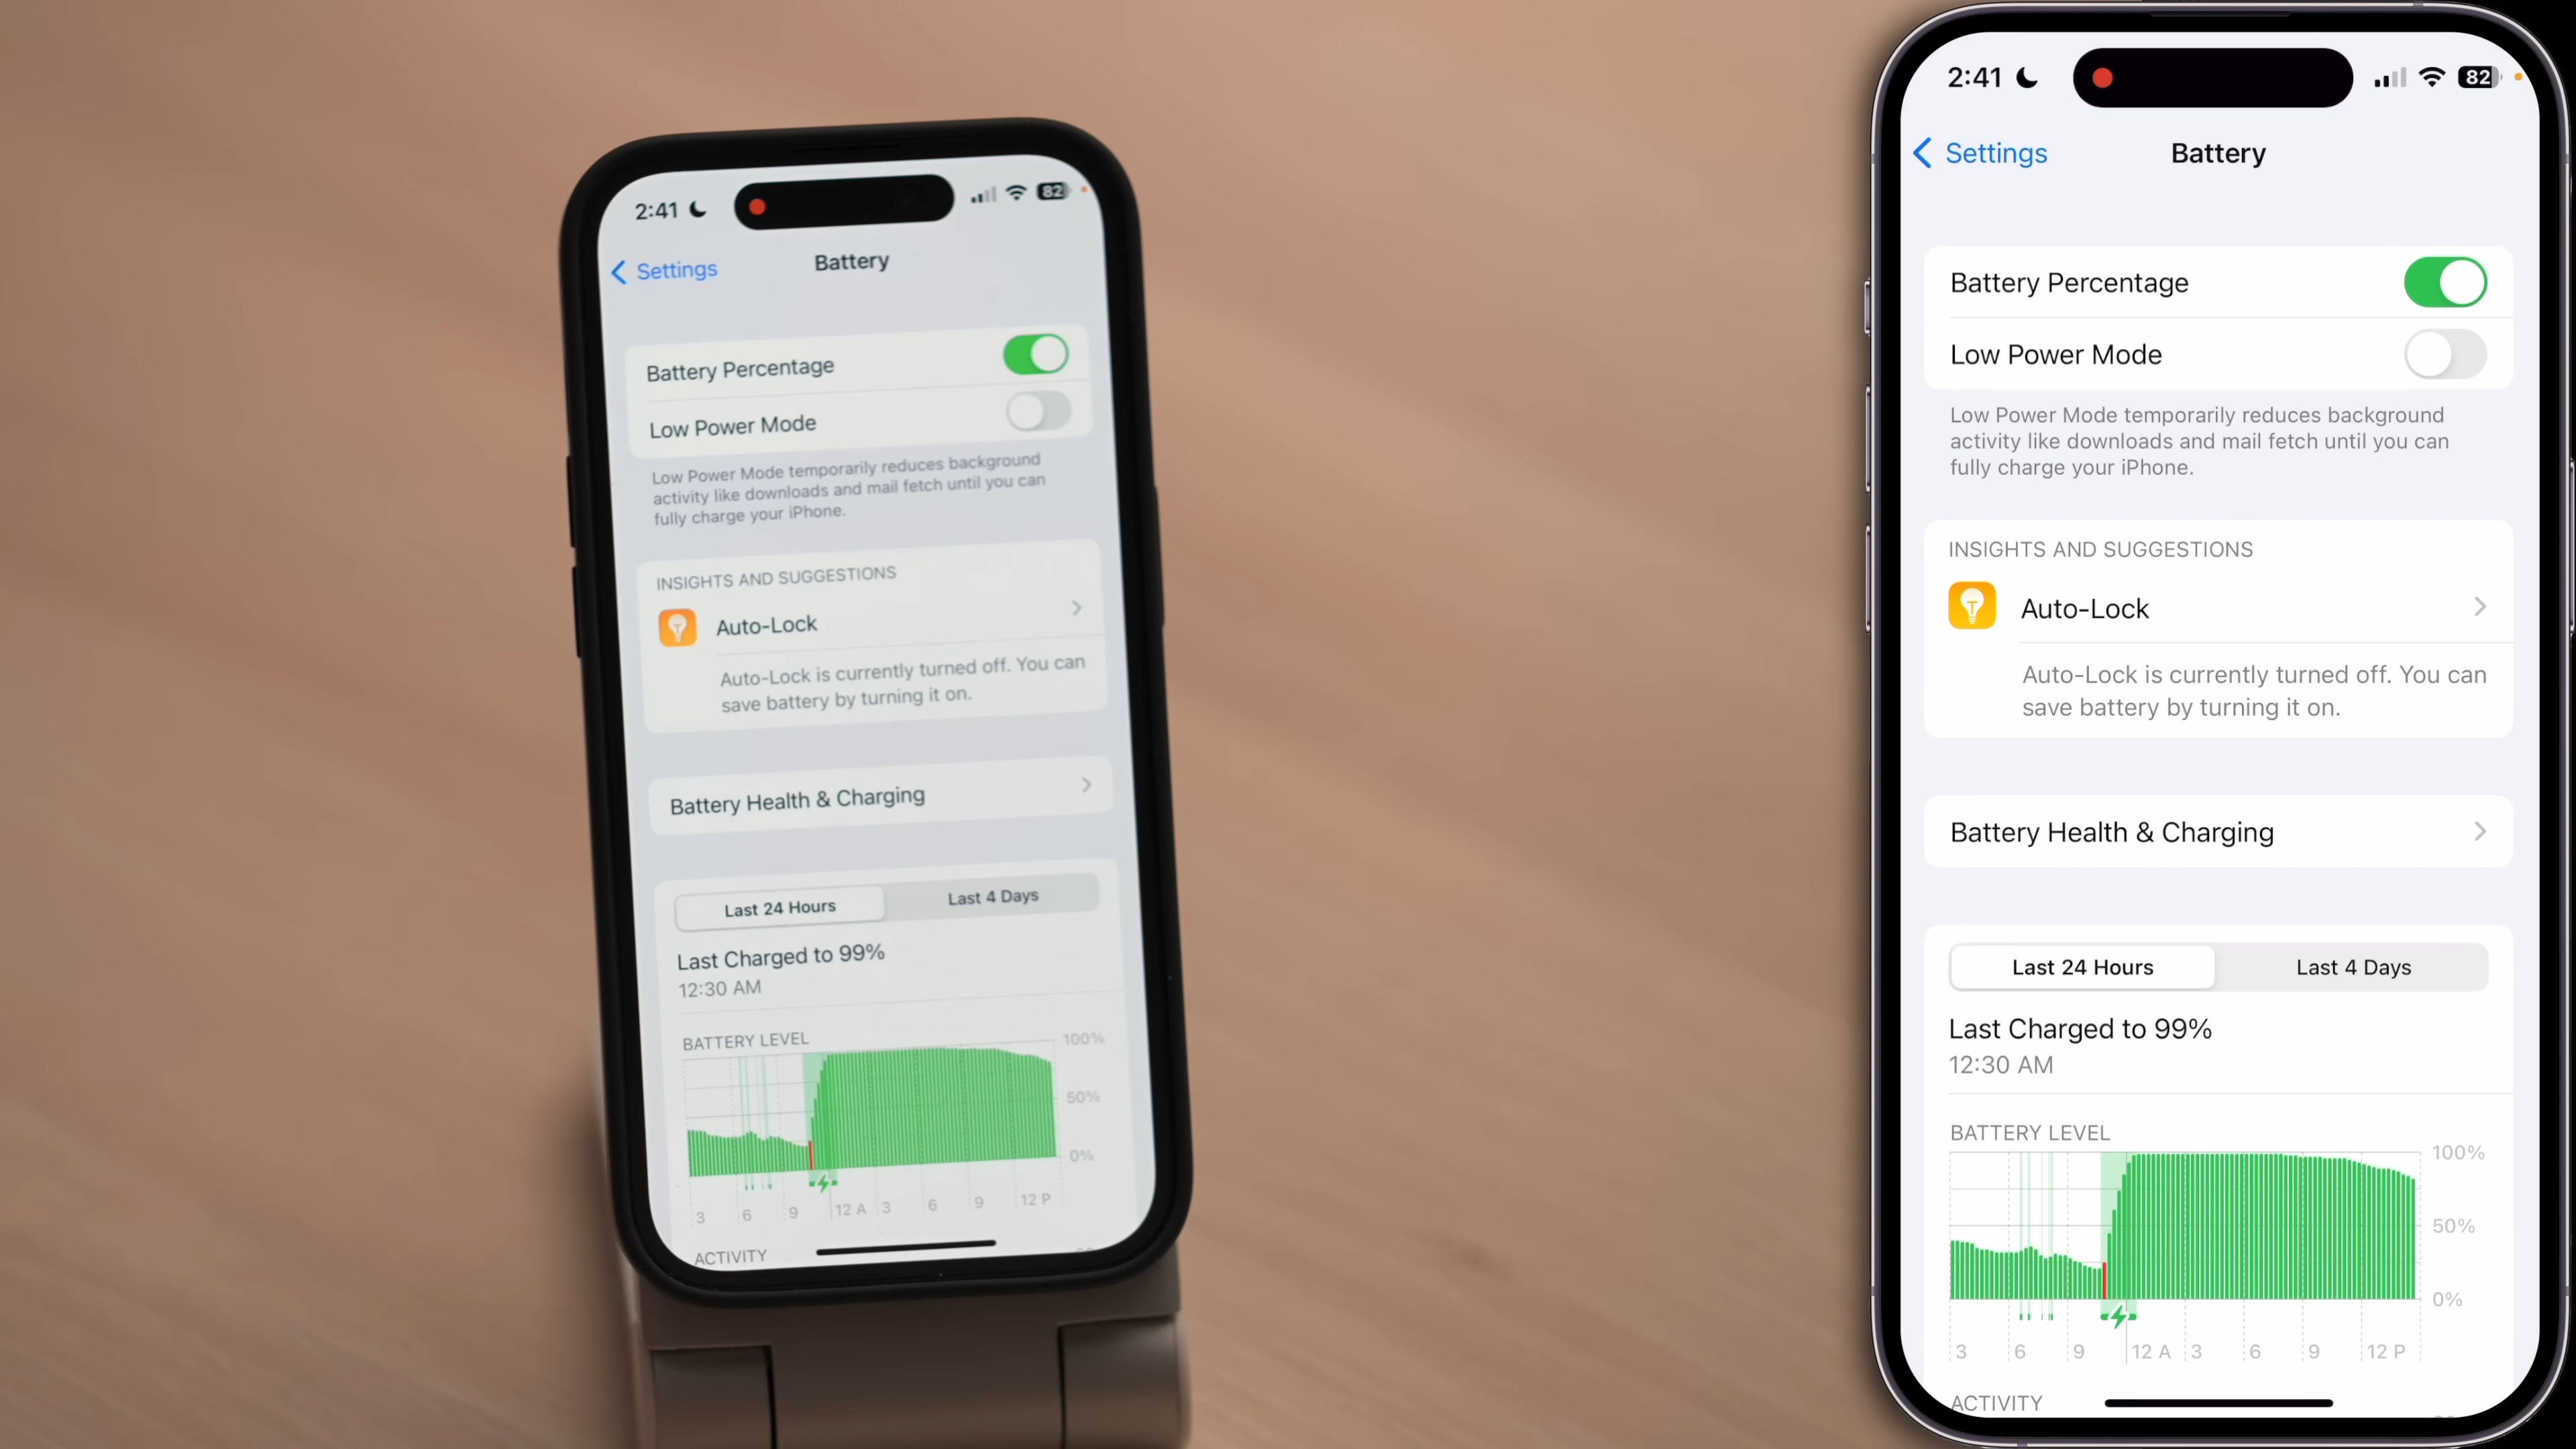 2:41
82
Settings
Battery
Battery Percentage
Low Power Mode
Low Power Mode temporarily reduces background
activity like downloads and mail fetch until you can
fully charge your iPhone.
INSIGHTS AND SUGGESTIONS
Auto-Lock
Auto-Lock is currently turned off. You can
save battery by turning it on.
Battery Health & Charging
Last 24 Hours
Last 4 Days
Last Charged to 99%
12:30 AM
BATTERY LEVEL
100%
50%
0%
3 6 9 12 A 3 6 9 12 P
ACTIVITY
2:41
82
Settings
Battery
Battery Percentage
Low Power Mode
Low Power Mode temporarily reduces background
activity like downloads and mail fetch until you can
fully charge your iPhone.
INSIGHTS AND SUGGESTIONS
Auto-Lock
Auto-Lock is currently turned off. You can
save battery by turning it on.
Battery Health & Charging
Last 24 Hours
Last 4 Days
Last Charged to 99%
12:30 AM
BATTERY LEVEL
100%
50%
0%
3 6 9 12 A 3 6 9 12 P
ACTIVITY